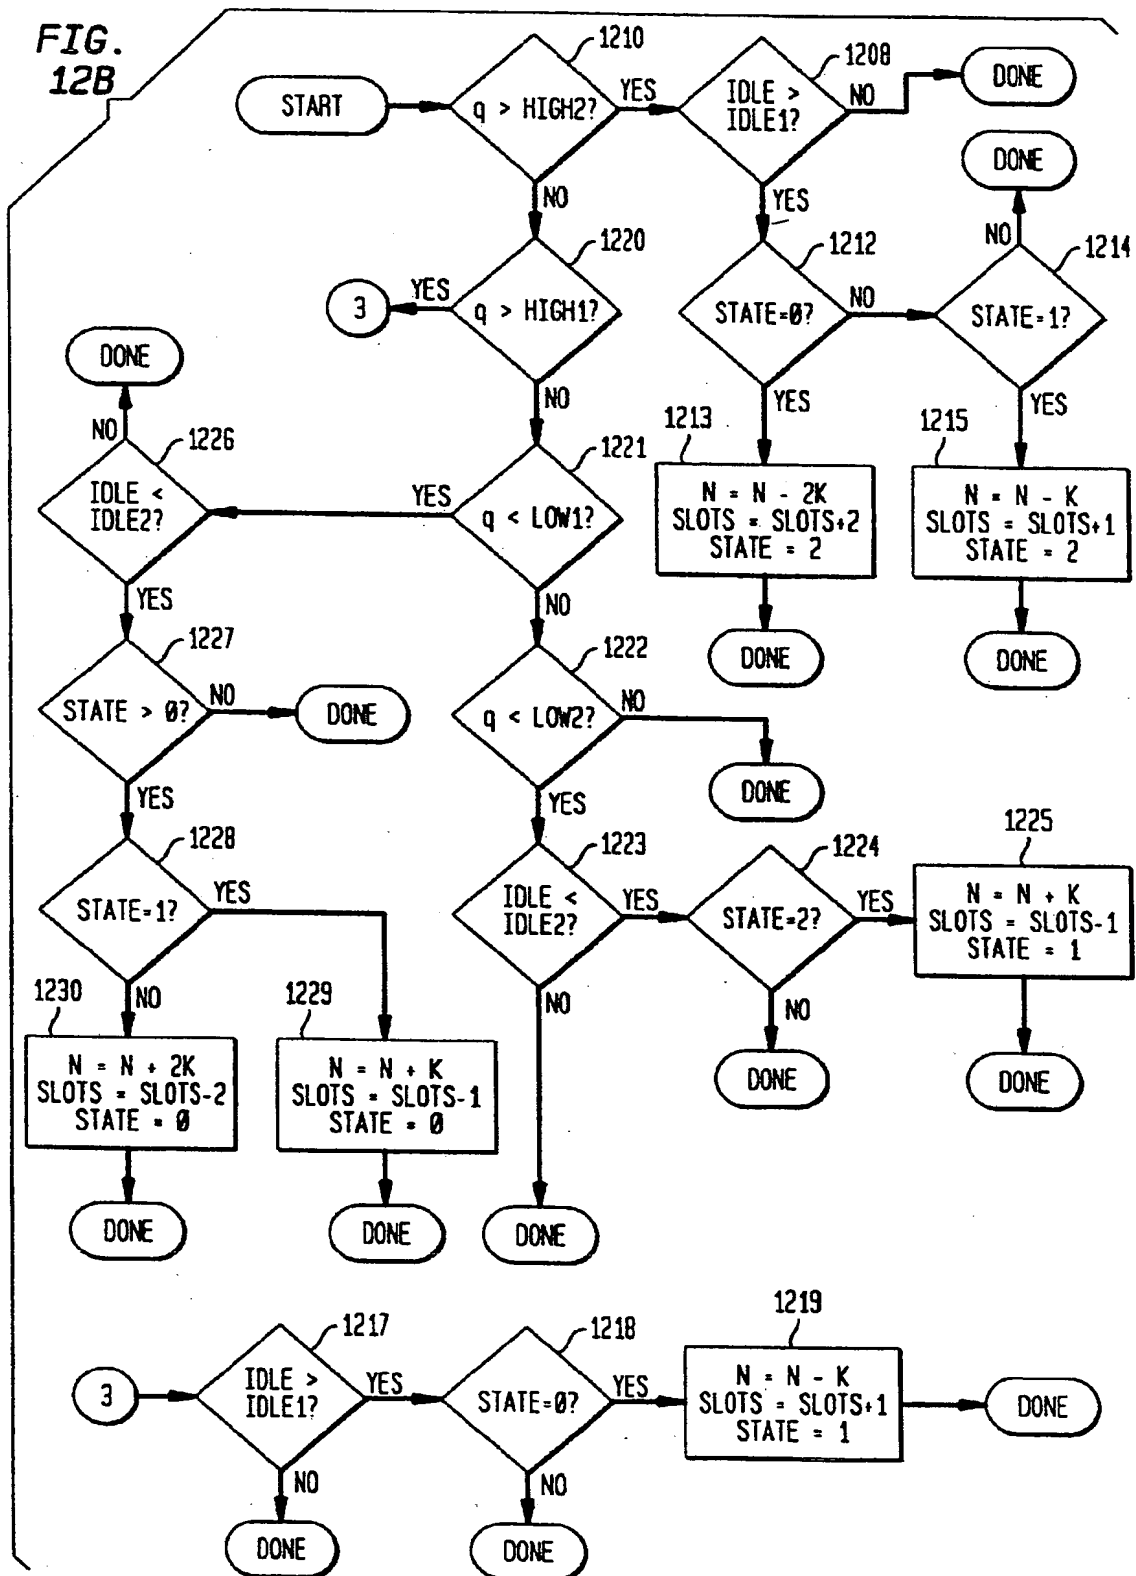 FIG.
12B
START
1210
q > HIGH2?
YES
NO
1208
IDLE >
IDLE1?
NO
YES
DONE
DONE
1220
q > HIGH1?
YES
NO
3
1212
STATE=0?
NO
YES
1214
NO
STATE=1?
YES
DONE
1226
NO
IDLE <
IDLE2?
YES
1221
YES
q < LOW1?
NO
1213
N = N - 2K
SLOTS = SLOTS+2
STATE = 2
DONE
1215
N = N - K
SLOTS = SLOTS+1
STATE = 2
DONE
1227
STATE > 0?
NO
YES
DONE
1222
q < LOW2?
NO
YES
DONE
1228
STATE=1?
YES
NO
1223
IDLE <
IDLE2?
YES
NO
1224
STATE=2?
YES
NO
1225
N = N + K
SLOTS = SLOTS-1
STATE = 1
DONE
DONE
1230
N = N + 2K
SLOTS = SLOTS-2
STATE = 0
DONE
1229
N = N + K
SLOTS = SLOTS-1
STATE = 0
DONE
DONE
3
1217
IDLE >
IDLE1?
YES
NO
DONE
1218
STATE=0?
YES
NO
DONE
1219
N = N - K
SLOTS = SLOTS+1
STATE = 1
DONE